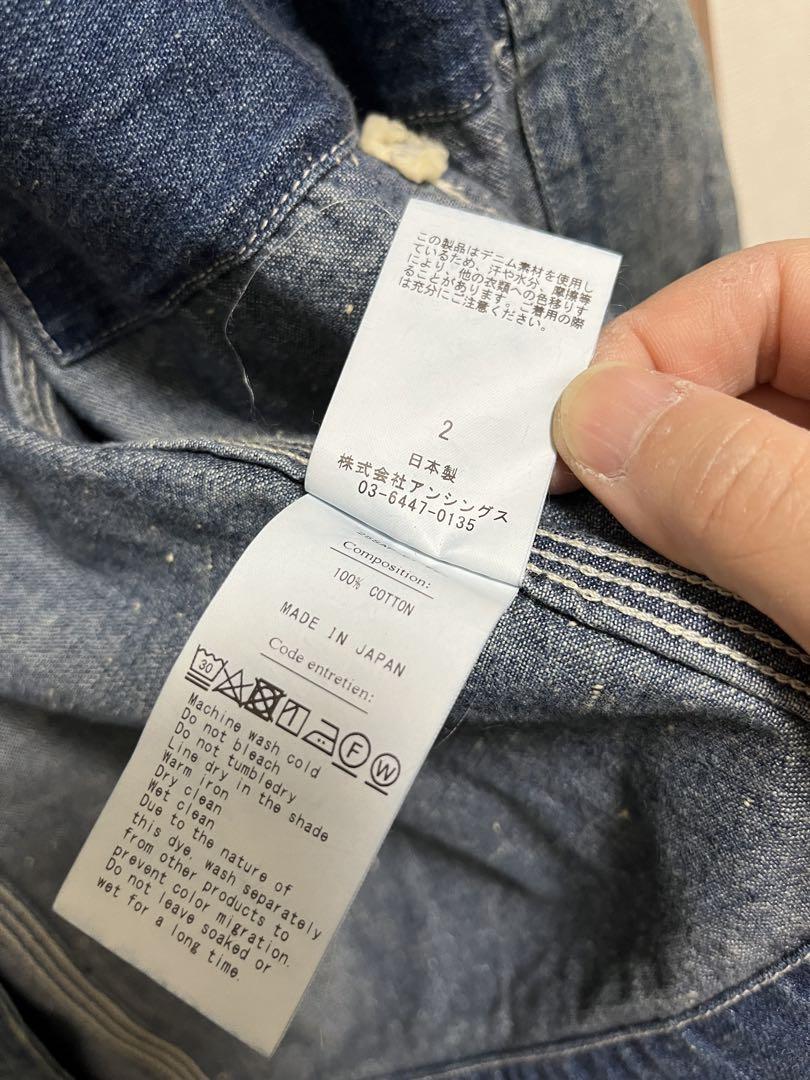 この製品はデニム素材を使用し
ているため、汗や水分、摩擦等
により、他の衣類への色移りす
ることがあります。ご着用の際
は充分にご注意ください。
2
日本製
株式会社アンシングス
03-6447-0135
Composition:
100% COTTON
MADE IN JAPAN
Code entretien:
30
F
W
Machine wash cold
Do not bleach
Do not tumbledry
Line dry in the shade
Warm iron
Dry clean
Wet clean
Due to the nature of
this dye, wash separately
from other products to
prevent color migration.
Do not leave soaked or
wet for a long time.